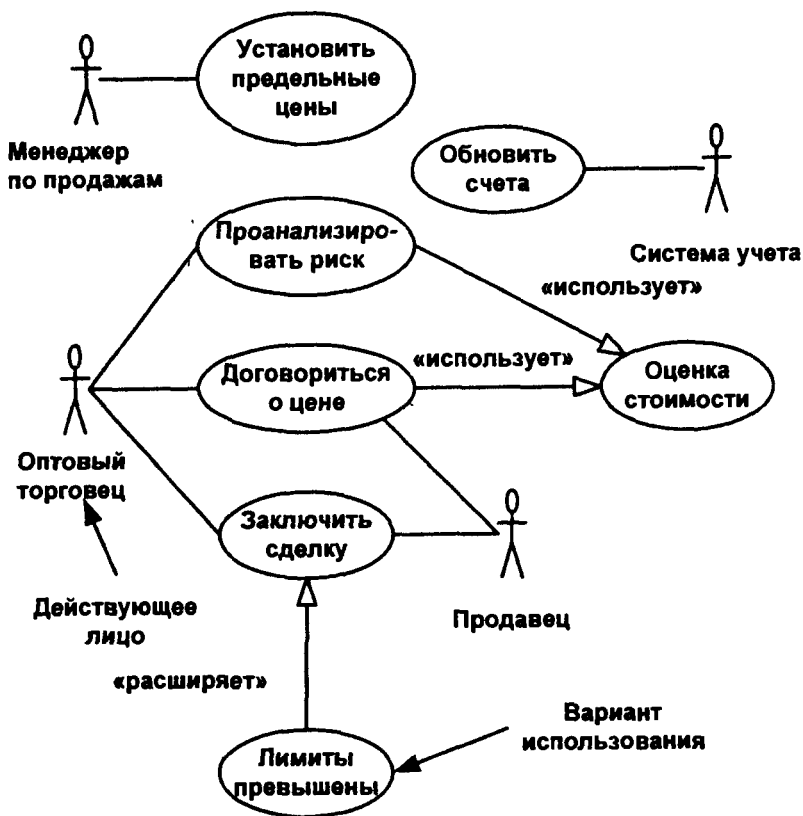 Установить
предельные
цены
Менеджер
по продажам
Обновить
счета
Система учета
Проанализиро-
вать риск
«использует»
«использует»
Договориться
о цене
Оценка
стоимости
Оптовый
торговец
Заключить
сделку
Действующее
лицо
Продавец
«расширяет»
Вариант
использования
Лимиты
превышены